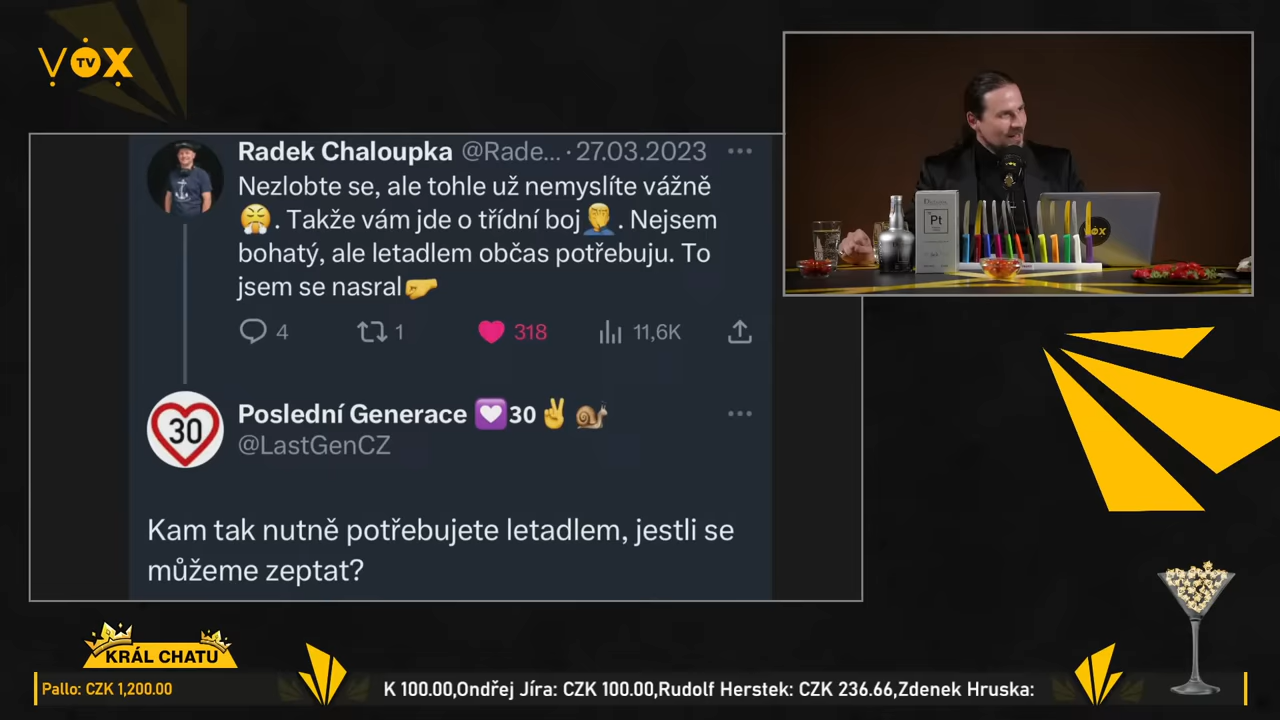 VOX
TV
Radek Chaloupka @Rade... · 27.03.2023
Nezlobte se, ale tohle už nemyslíte vážně
😤. Takže vám jde o třídní boj🤦‍♂️. Nejsem
bohatý, ale letadlem občas potřebuju. To
jsem se nasral🤛
4 1 318 11,6K
30
Poslední Generace 💟30✌️🐌
@LastGenCZ
Kam tak nutně potřebujete letadlem, jestli se
můžeme zeptat?
Pt
VOX
KRÁL CHATU
Pallo: CZK 1,200.00
K 100.00,Ondřej Jíra: CZK 100.00,Rudolf Herstek: CZK 236.66,Zdenek Hruska: